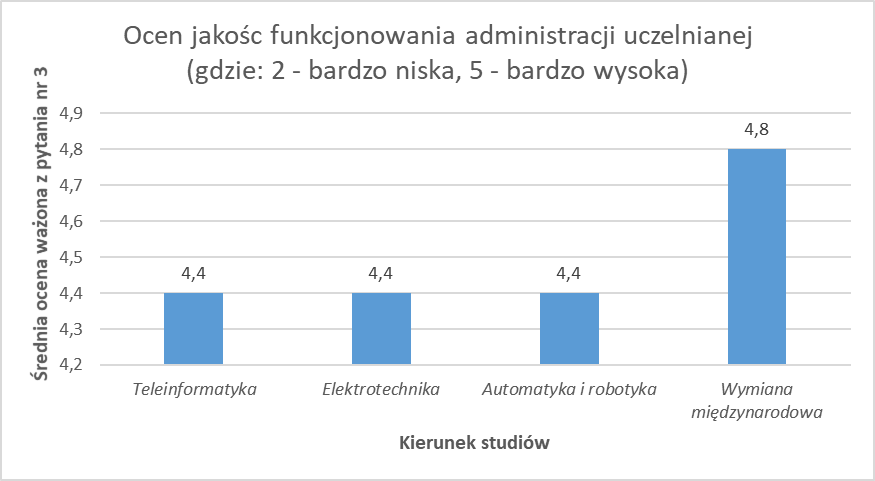 Ocen jakośc funkcjonowania administracji uczelnianej
(gdzie: 2 - bardzo niska, 5 - bardzo wysoka)
Średnia ocena ważona z pytania nr 3
4,9
4,8
4,7
4,6
4,5
4,4
4,3
4,2
4,4
4,4
4,4
4,8
Teleinformatyka
Elektrotechnika
Automatyka i robotyka
Wymiana
międzynarodowa
Kierunek studiów